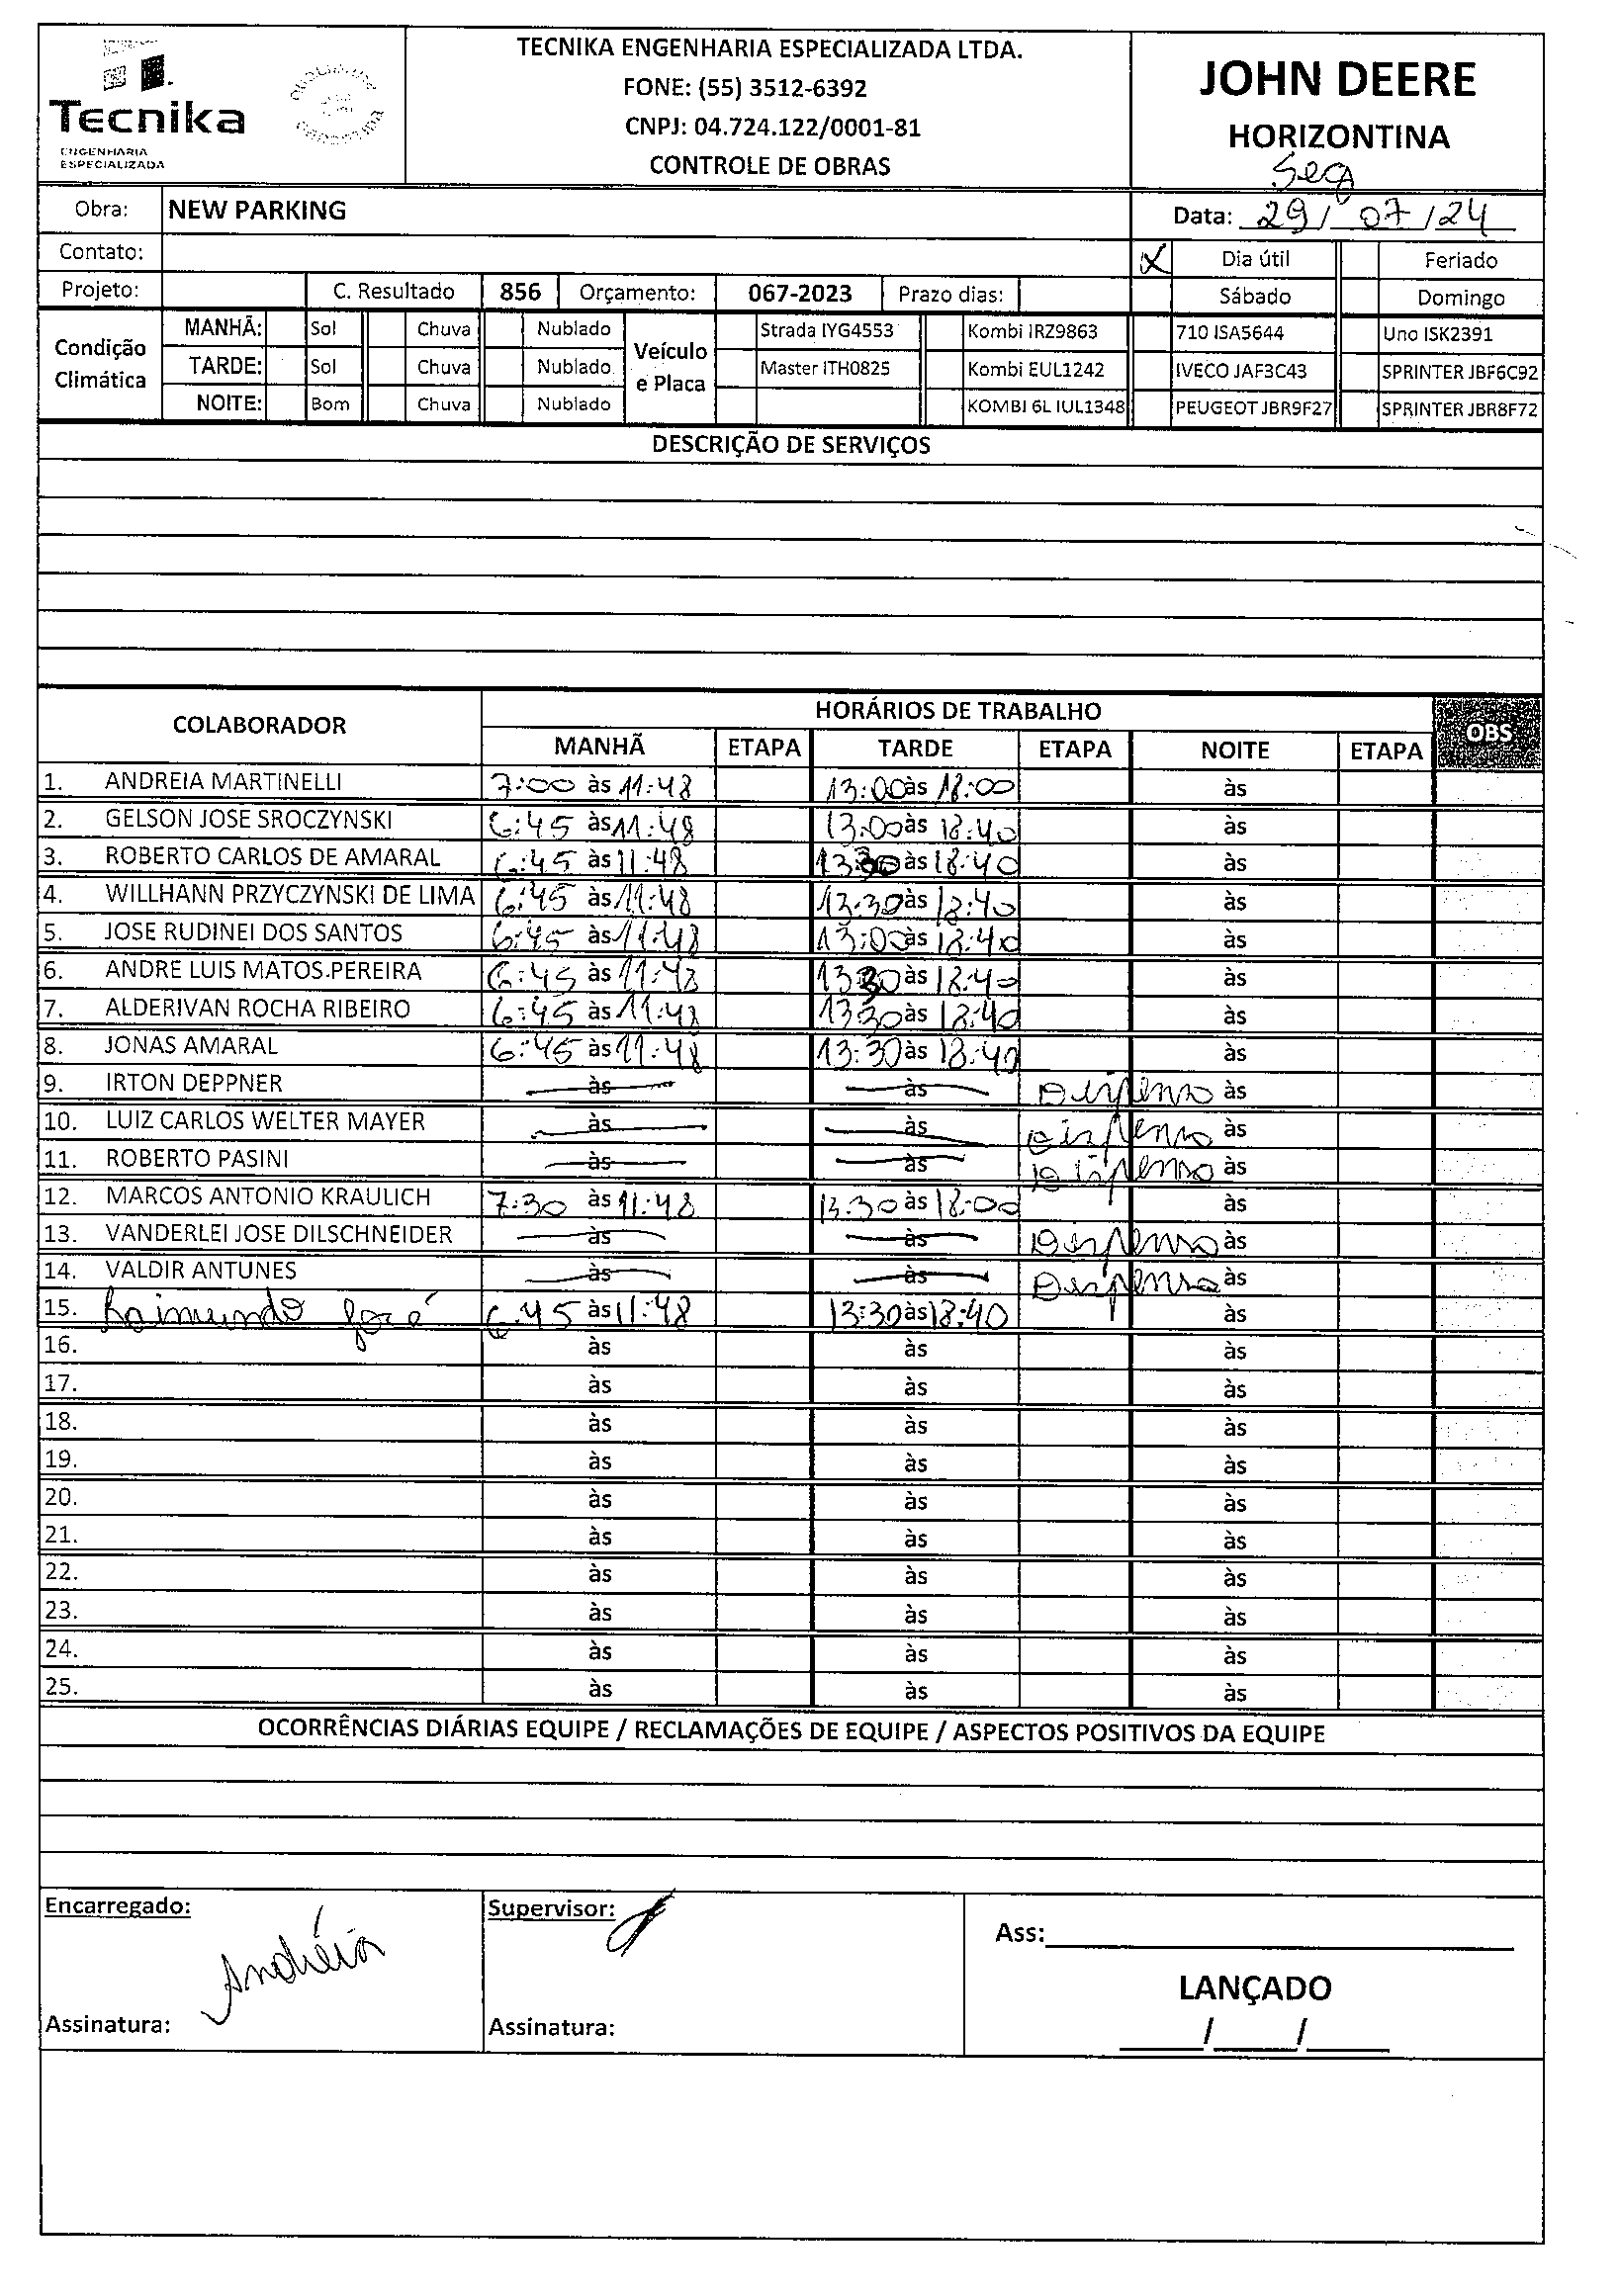 Tecnika
ENGENHARIA
ESPECIALIZADA
TECNIKA ENGENHARIA ESPECIALIZADA LTDA.
FONE: (55) 3512-6392
CNPJ: 04.724.122/0001-81
CONTROLE DE OBRAS
JOHN DEERE
HORIZONTINA
Seg
Obra: NEW PARKING
Data: 29/ 07 /24
Contato:
X Dia útil Feriado
Projeto: C. Resultado 856 Orçamento: 067-2023 Prazo dias: Sábado Domingo
Condição Climática
MANHÃ: Sol Chuva Nublado
TARDE: Sol Chuva Nublado
NOITE: Bom Chuva Nublado
Veículo e Placa
Strada IYG4553 Kombi IRZ9863 710 ISA5644 Uno ISK2391
Master ITH0825 Kombi EUL1242 IVECO JAF3C43 SPRINTER JBF6C92
KOMBI 6L IUL1348 PEUGEOT JBR9F27 SPRINTER JBR8F72
DESCRIÇÃO DE SERVIÇOS
COLABORADOR HORÁRIOS DE TRABALHO OBS
MANHÃ ETAPA TARDE ETAPA NOITE ETAPA
1. ANDREIA MARTINELLI 7:00 às 11:48 13:00 às 18:00 às
2. GELSON JOSE SROCZYNSKI 6:45 às 11:48 13:00 às 18:40 às
3. ROBERTO CARLOS DE AMARAL 6:45 às 11:48 13:30 às 18:40 às
4. WILLHANN PRZYCZYNSKI DE LIMA 6:45 às 11:48 13:30 às 18:40 às
5. JOSE RUDINEI DOS SANTOS 6:45 às 11:48 13:00 às 18:40 às
6. ANDRE LUIS MATOS PEREIRA 6:45 às 11:48 13:30 às 18:40 às
7. ALDERIVAN ROCHA RIBEIRO 6:45 às 11:48 13:30 às 18:40 às
8. JONAS AMARAL 6:45 às 11:48 13:30 às 18:40 às
9. IRTON DEPPNER às às Dispenso às
10. LUIZ CARLOS WELTER MAYER às às Dispenso às
11. ROBERTO PASINI às às Dispenso às
12. MARCOS ANTONIO KRAULICH 7:30 às 11:48 13:30 às 18:00 às
13. VANDERLEI JOSE DILSCHNEIDER às às Dispenso às
14. VALDIR ANTUNES às às Dispenso às
15. Raimundo José 6:45 às 11:48 13:30 às 18:40 às
16. às às às
17. às às às
18. às às às
19. às às às
20. às às às
21. às às às
22. às às às
23. às às às
24. às às às
25. às às às
OCORRÊNCIAS DIÁRIAS EQUIPE / RECLAMAÇÕES DE EQUIPE / ASPECTOS POSITIVOS DA EQUIPE
Encarregado: Supervisor:
Ass:
Andréia
LANÇADO
Assinatura: Assinatura:
/ /